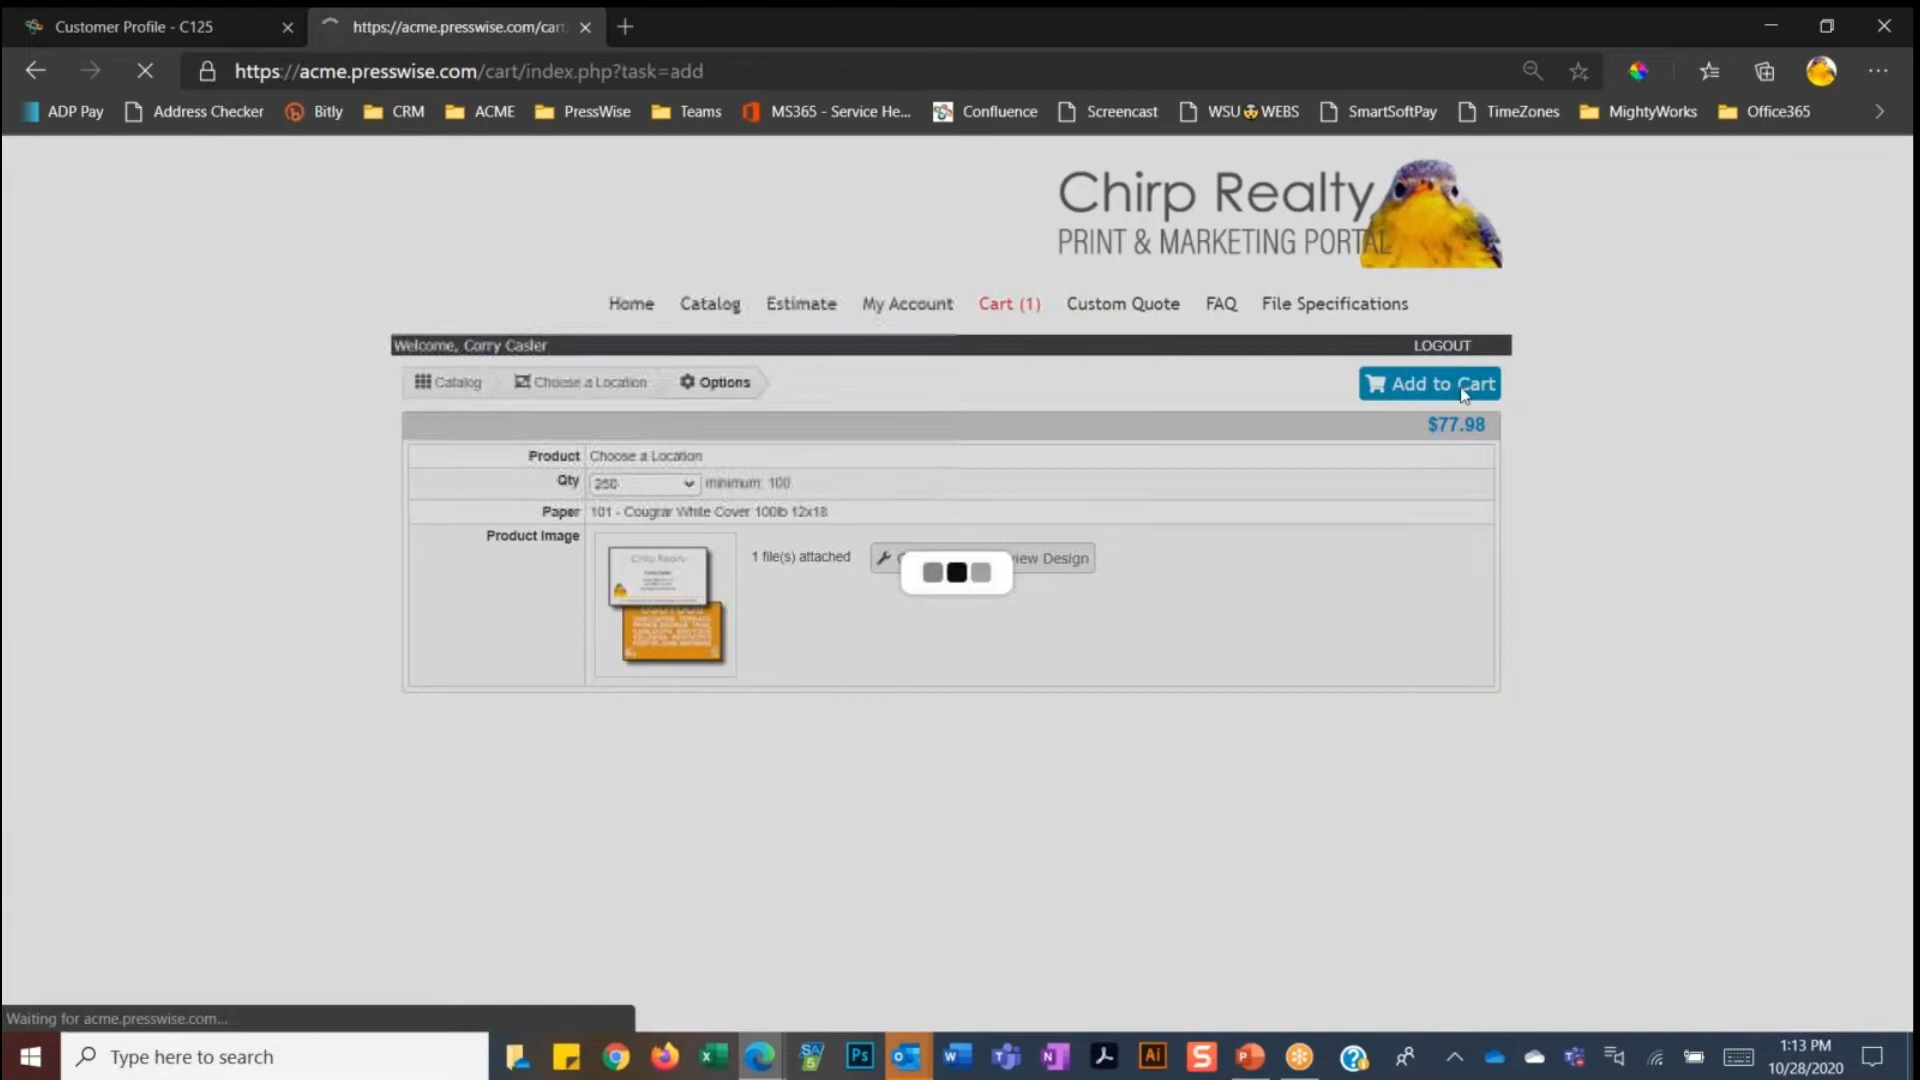 Customer Profile - C125
https://acme.presswise.com/car
https://acme.presswise.com/cart/index.php?task=add
ADP Pay
Address Checker
Bitly
CRM
ACME
PressWise
Teams
MS365 - Service He...
Confluence
Screencast
WSU WEBS
SmartSoftPay
TimeZones
MightyWorks
Office365
Chirp Realty
PRINT & MARKETING PORTAL
Home Catalog Estimate My Account Cart (1) Custom Quote FAQ File Specifications
Welcome, Corry Casler
LOGOUT
Catalog
Choose a Location
Options
Add to Cart
$77.98
Product Choose a Location
Qty 250 minimum: 100
Paper 101 - Cougrar White Cover 100lb 12x18
Product Image
1 file(s) attached
Design
Chirp Realty
Waiting for acme.presswise.com...
Type here to search
Ps
Ai
1:13 PM
10/28/2020